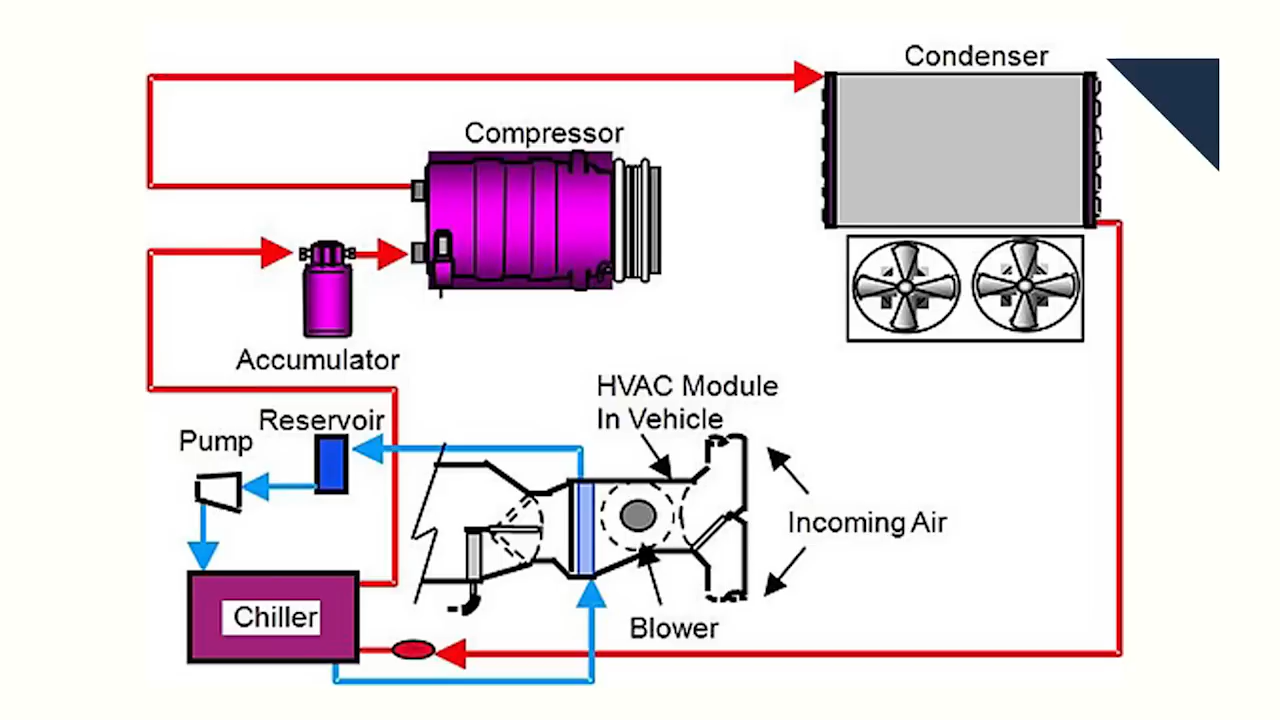 Condenser
Compressor
Accumulator
HVAC Module
In Vehicle
Reservoir
Pump
Incoming Air
Chiller
Blower